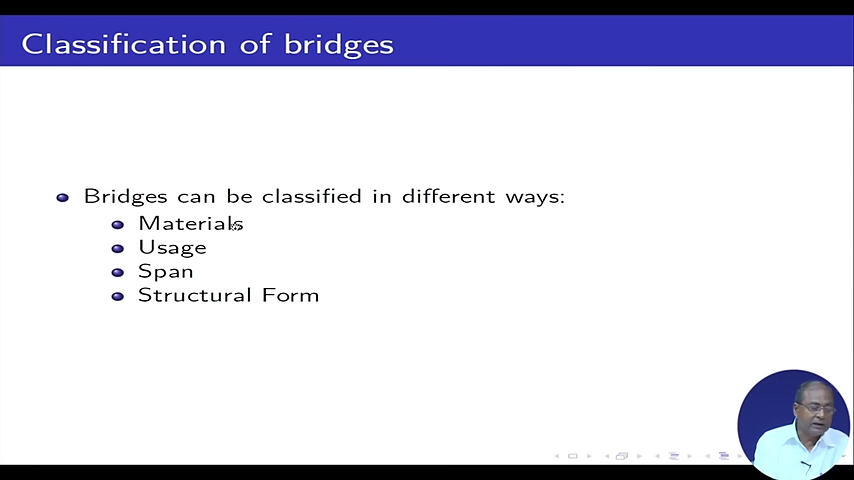 Classification of bridges
Bridges can be classified in different ways:
Materials
Usage
Span
Structural Form